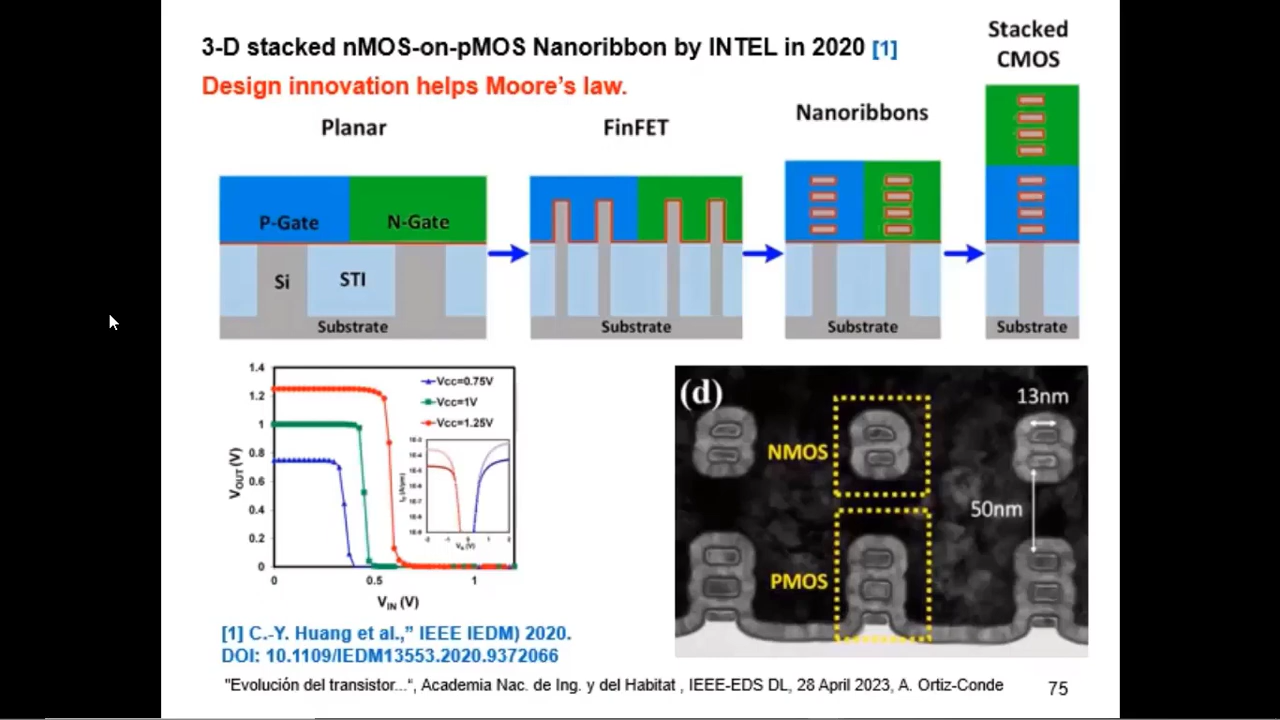 3-D stacked nMOS-on-pMOS Nanoribbon by INTEL in 2020 [1]
Design innovation helps Moore's law.
Stacked
CMOS
Planar
FinFET
Nanoribbons
P-Gate
N-Gate
Si
STI
Substrate
Substrate
Substrate
Substrate
1.4
1.2
1
0.8
0.6
0.4
0.2
0
VOUT (V)
Vcc=0.75V
Vcc=1V
Vcc=1.25V
0
0.5
1
VIN (V)
(d)
13nm
NMOS
50nm
PMOS
[1] C.-Y. Huang et al.,” IEEE IEDM) 2020.
DOI: 10.1109/IEDM13553.2020.9372066
"Evolución del transistor...“, Academia Nac. de Ing. y del Habitat , IEEE-EDS DL, 28 April 2023, A. Ortiz-Conde
75